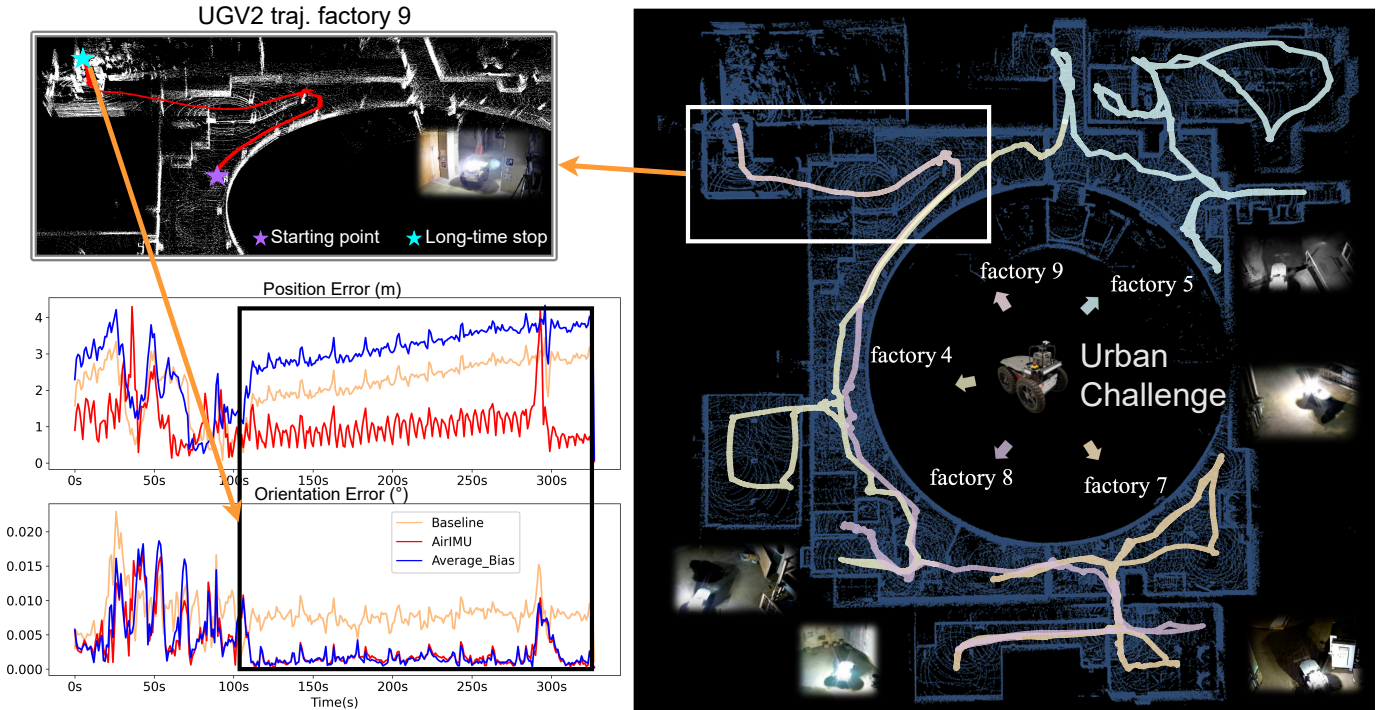 UGV2 traj. factory 9
Starting point
Long-time stop
Position Error (m)
4
3
2
1
0
0s 50s 100s 150s 200s 250s 300s
Orientation Error (°)
Baseline
AirIMU
Average_Bias
0.020
0.015
0.010
0.005
0.000
0s 50s 100s 150s 200s 250s 300s
Time(s)
factory 9
factory 5
factory 4
Urban
Challenge
factory 8
factory 7